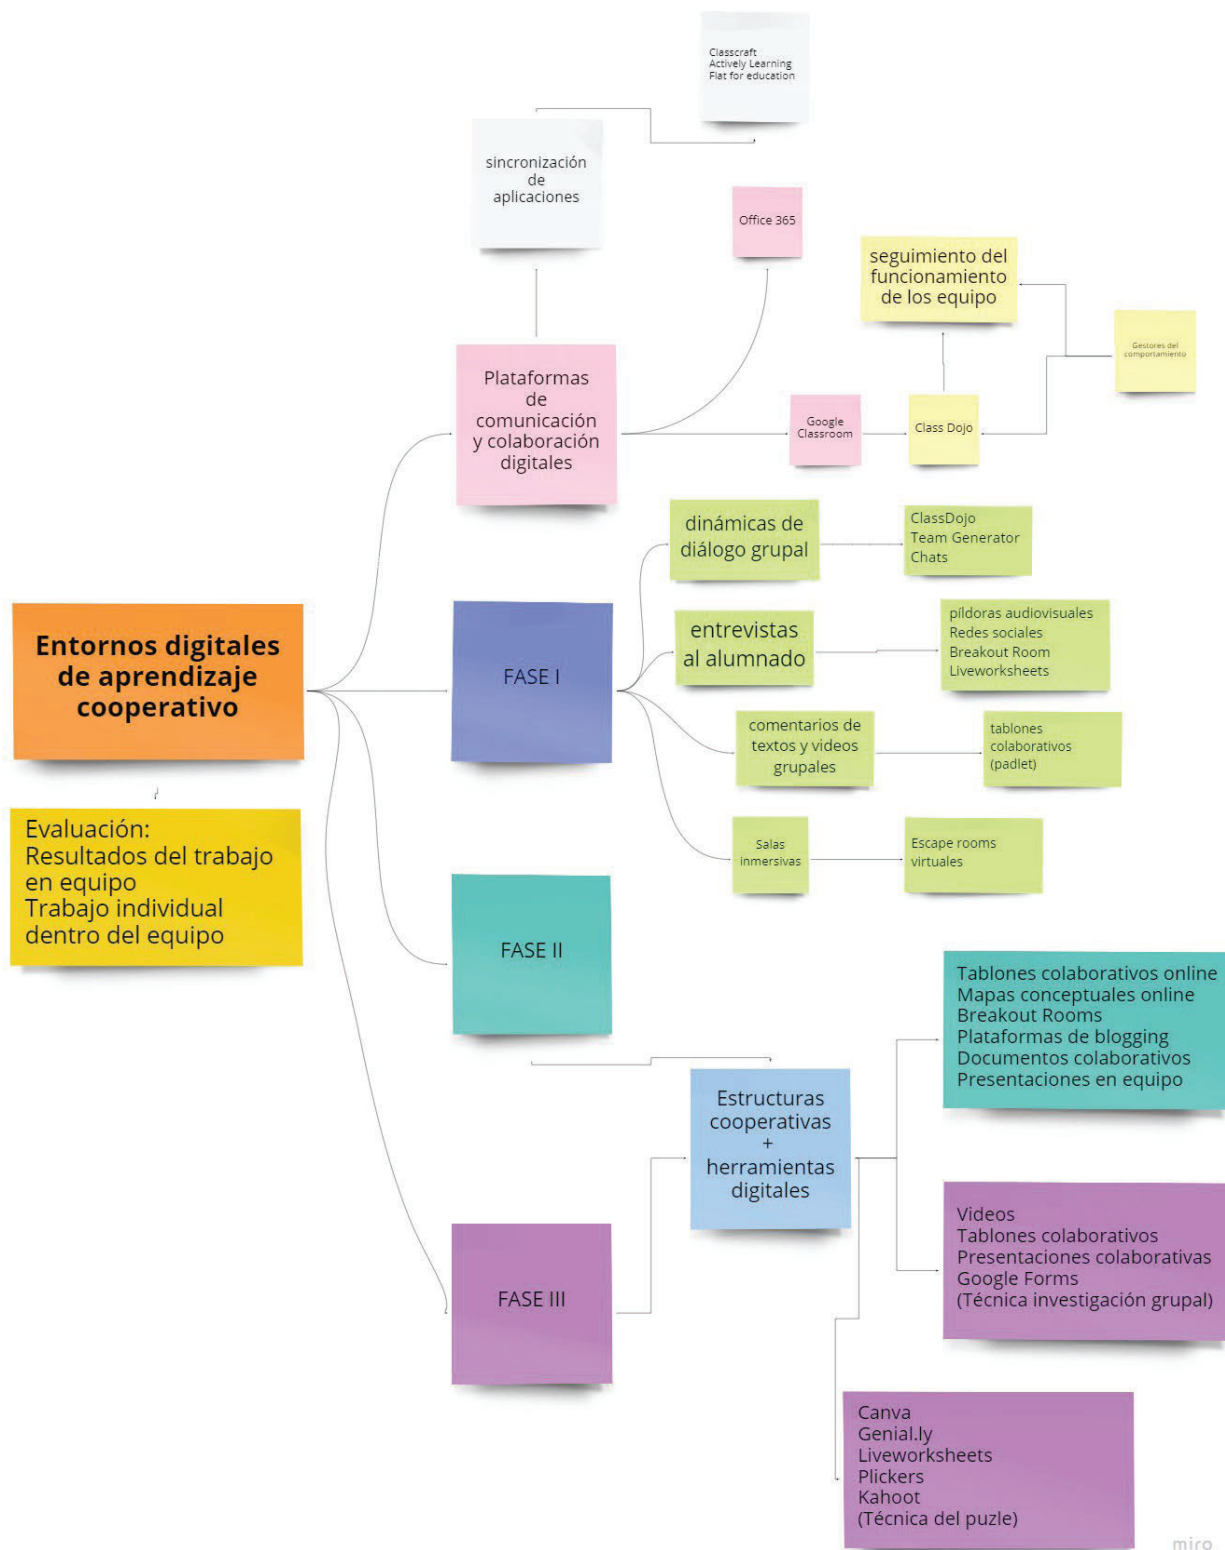 Classcraft
Actively Learning
Flat for education
sincronización
de
aplicaciones
Office 365
seguimiento del
funcionamiento
de los equipo
Gestores del
comportamiento
Plataformas
de
comunicación
y colaboración
digitales
Google
Classroom
Class Dojo
dinámicas de
diálogo grupal
ClassDojo
Team Generator
Chats
Entornos digitales
de aprendizaje
cooperativo
FASE I
entrevistas
al alumnado
píldoras audiovisuales
Redes sociales
Breakout Room
Liveworksheets
comentarios de
textos y videos
grupales
tablones
colaborativos
(padlet)
Salas
inmersivas
Escape rooms
virtuales
Evaluación:
Resultados del trabajo
en equipo
Trabajo individual
dentro del equipo
FASE II
Tablones colaborativos online
Mapas conceptuales online
Breakout Rooms
Plataformas de blogging
Documentos colaborativos
Presentaciones en equipo
Estructuras
cooperativas
+
herramientas
digitales
FASE III
Videos
Tablones colaborativos
Presentaciones colaborativas
Google Forms
(Técnica investigación grupal)
Canva
Genial.ly
Liveworksheets
Plickers
Kahoot
(Técnica del puzle)
miro